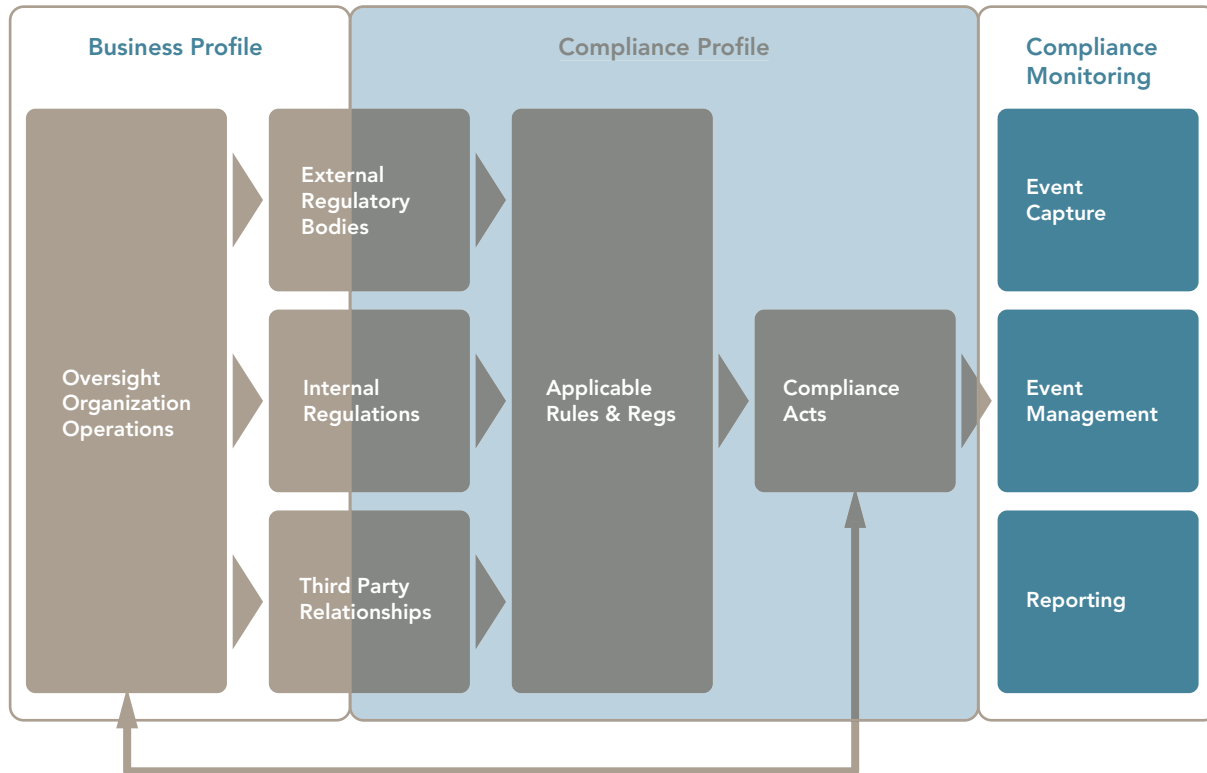 Business Profile
Compliance Profile
Compliance
Monitoring
Oversight
Organization
Operations
External
Regulatory
Bodies
Internal
Regulations
Third Party
Relationships
Applicable
Rules & Regs
Compliance
Acts
Event
Capture
Event
Management
Reporting